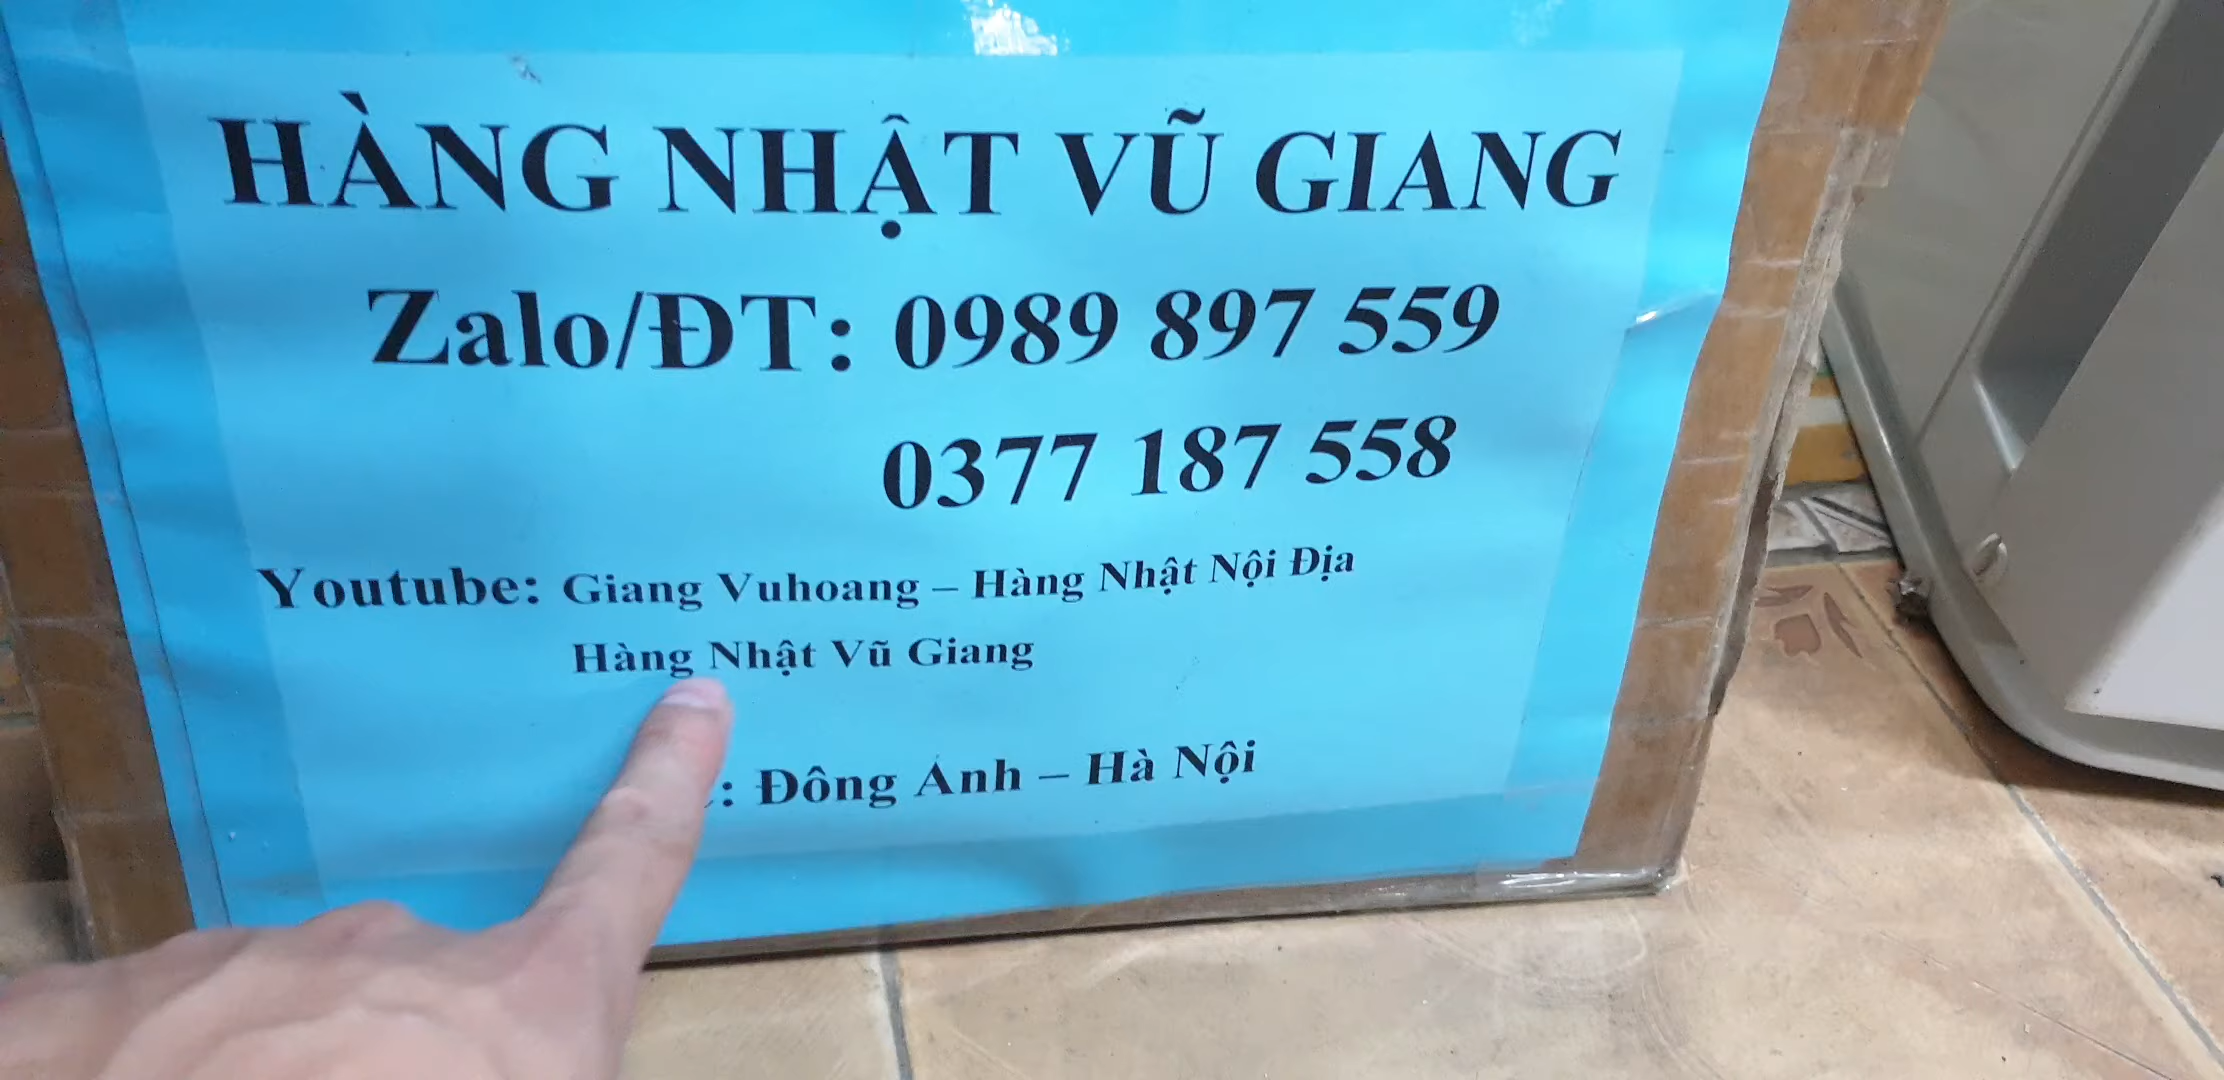 HÀNG NHẬT VŨ GIANG
Zalo/ĐT: 0989 897 559
0377 187 558
Youtube: Giang Vuhoang – Hàng Nhật Nội Địa
Hàng Nhật Vũ Giang
: Đông Anh – Hà Nội